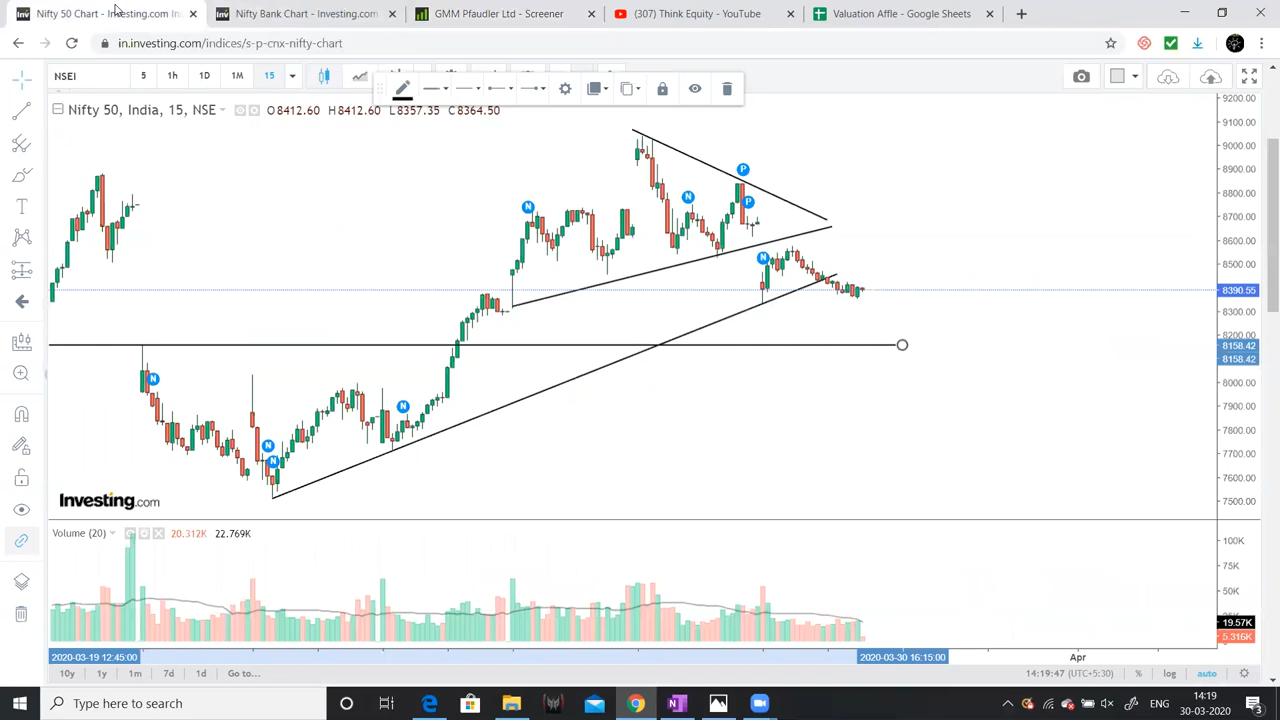 Nifty 50 Chart - Investing.com In
Nifty Bank Chart - Investing.com
GMM Pfaudler Ltd - Screener
(307) Think Equity - YouTube
Valuation Affle - Google Sheets
in.investing.com/indices/s-p-cnx-nifty-chart
NSEI
5
1h
1D
1M
15
Nifty 50, India, 15, NSE
O8412.60 H8412.60 L8357.35 C8364.50
9200.00
9100.00
9000.00
8900.00
8800.00
8700.00
8600.00
8500.00
8390.55
8300.00
8200.00
8158.42
8158.42
8000.00
7900.00
7800.00
7700.00
7600.00
7500.00
P
N
P
N
N
N
N
N
N
Investing.com
Volume (20)
20.312K 22.769K
100K
75K
50K
25K
19.57K
5.316K
2020-03-19 12:45:00
2020-03-30 16:15:00
Apr
10y
1y
1m
7d
1d
Go to...
14:19:47 (UTC+5:30)
%
log
auto
Type here to search
ENG
14:19
30-03-2020
3